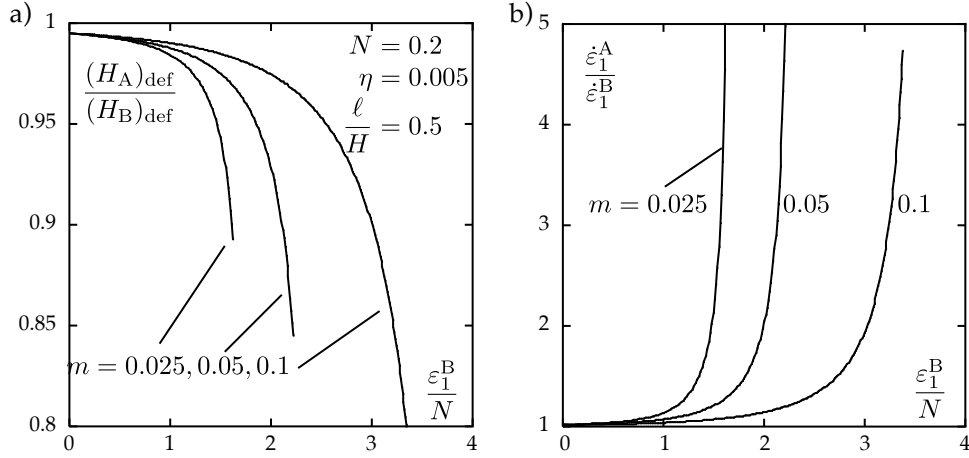 a)
1
0.95
0.9
0.85
0.8
0 1 2 3 4
(H_A)_def / (H_B)_def
N = 0.2
η = 0.005
ℓ/H = 0.5
m = 0.025, 0.05, 0.1
ε_1^B / N
b)
5
4
3
2
1
0 1 2 3 4
ε̇_1^A / ε̇_1^B
m = 0.025
0.05
0.1
ε_1^B / N